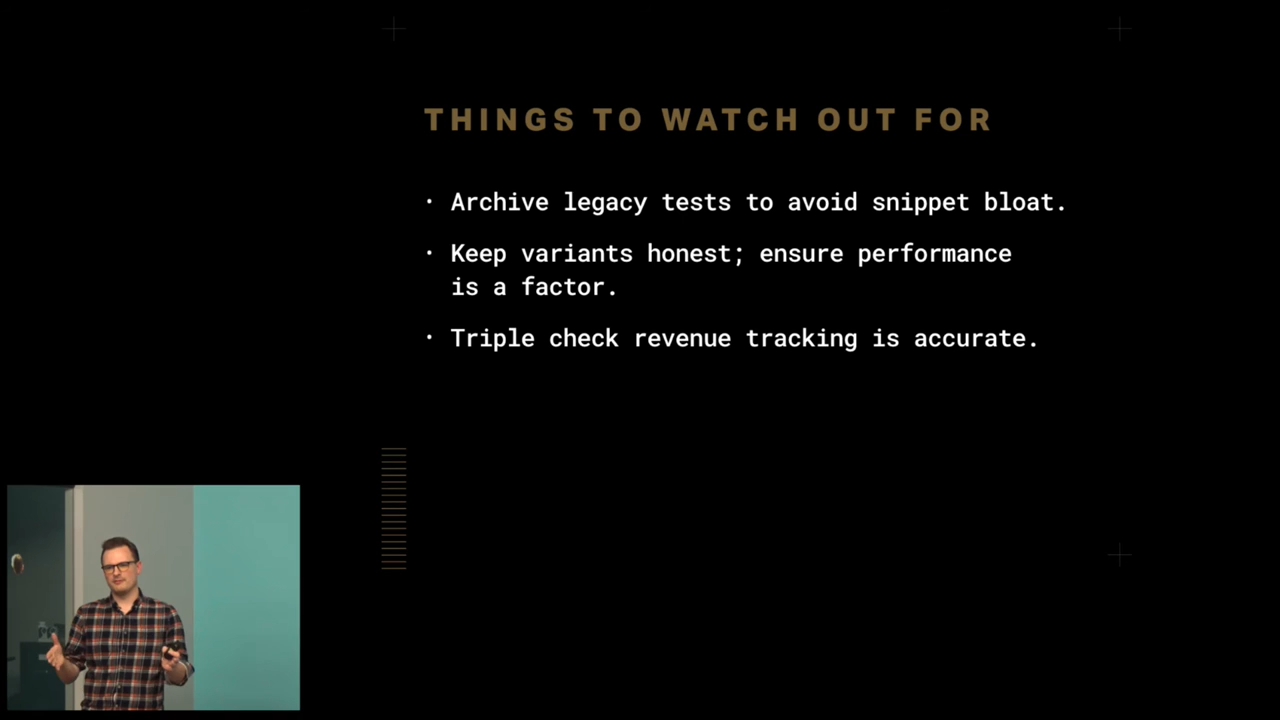 THINGS TO WATCH OUT FOR
· Archive legacy tests to avoid snippet bloat.
· Keep variants honest; ensure performance
is a factor.
· Triple check revenue tracking is accurate.